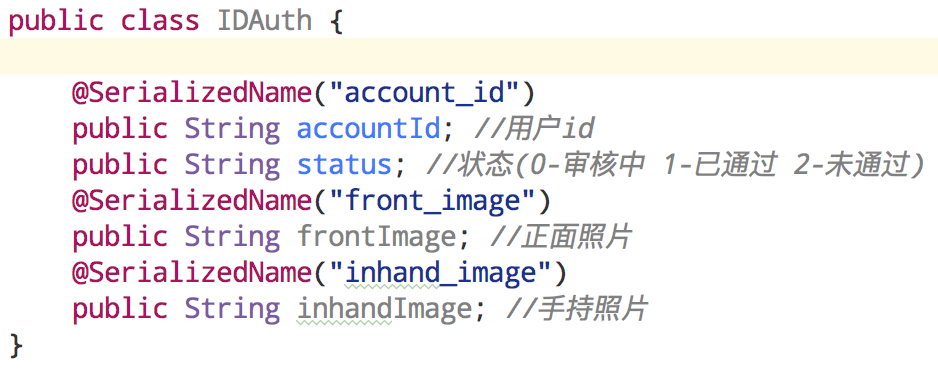 public class IDAuth {
@SerializedName("account_id")
public String accountId; //用户id
public String status; //状态(0-审核中 1-已通过 2-未通过)
@SerializedName("front_image")
public String frontImage; //正面照片
@SerializedName("inhand_image")
public String inhandImage; //手持照片
}